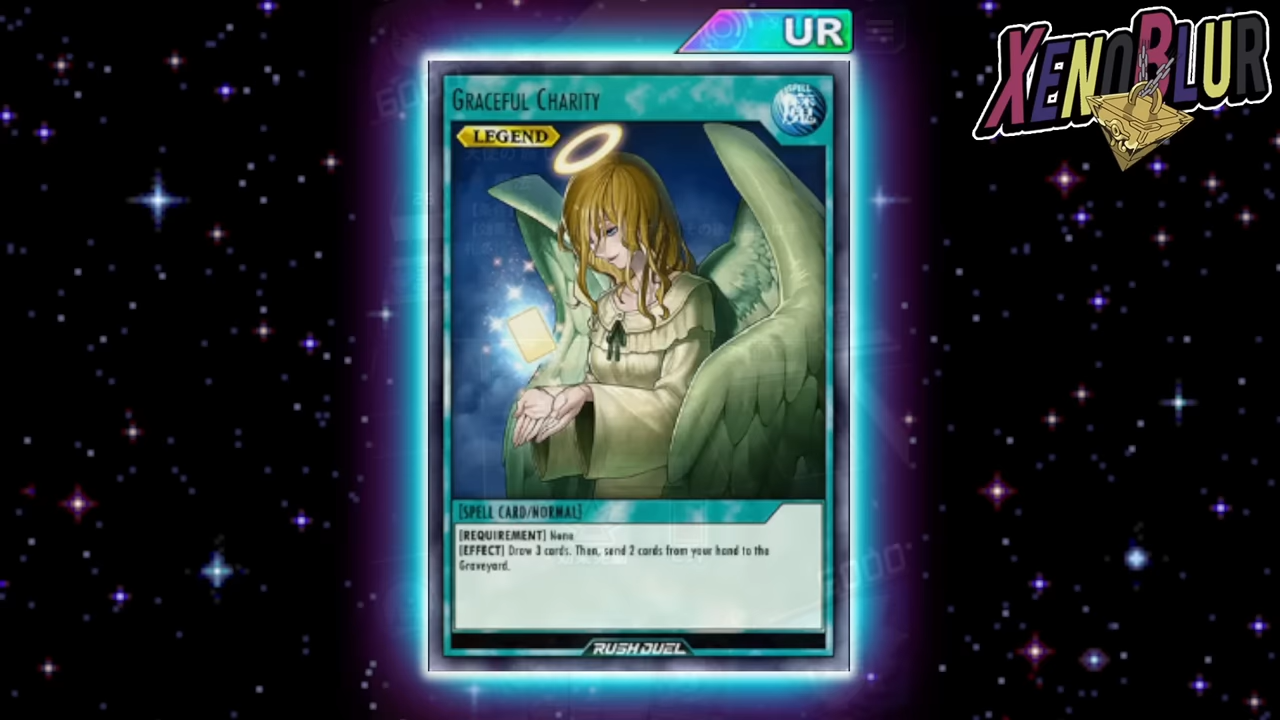 UR
XENOBLUR
GRACEFUL CHARITY
SPELL
LEGEND
[SPELL CARD/NORMAL]
[REQUIREMENT] None
[EFFECT] Draw 3 cards. Then, send 2 cards from your hand to the
Graveyard.
RUSH DUEL